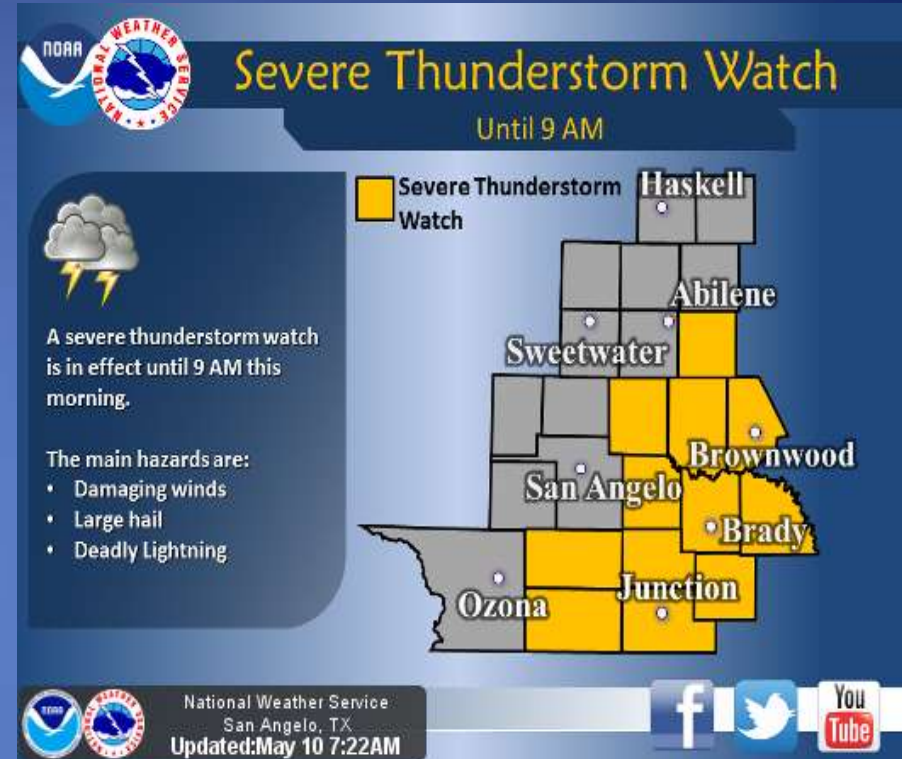 NOAA
NATIONAL WEATHER SERVICE
Severe Thunderstorm Watch
Until 9 AM
Severe Thunderstorm
Watch
A severe thunderstorm watch
is in effect until 9 AM this
morning.
The main hazards are:
• Damaging winds
• Large hail
• Deadly Lightning
Haskell
Abilene
Sweetwater
Brownwood
San Angelo
Brady
Junction
Ozona
NOAA
National Weather Service
San Angelo, TX
Updated:May 10 7:22AM
f
You
Tube